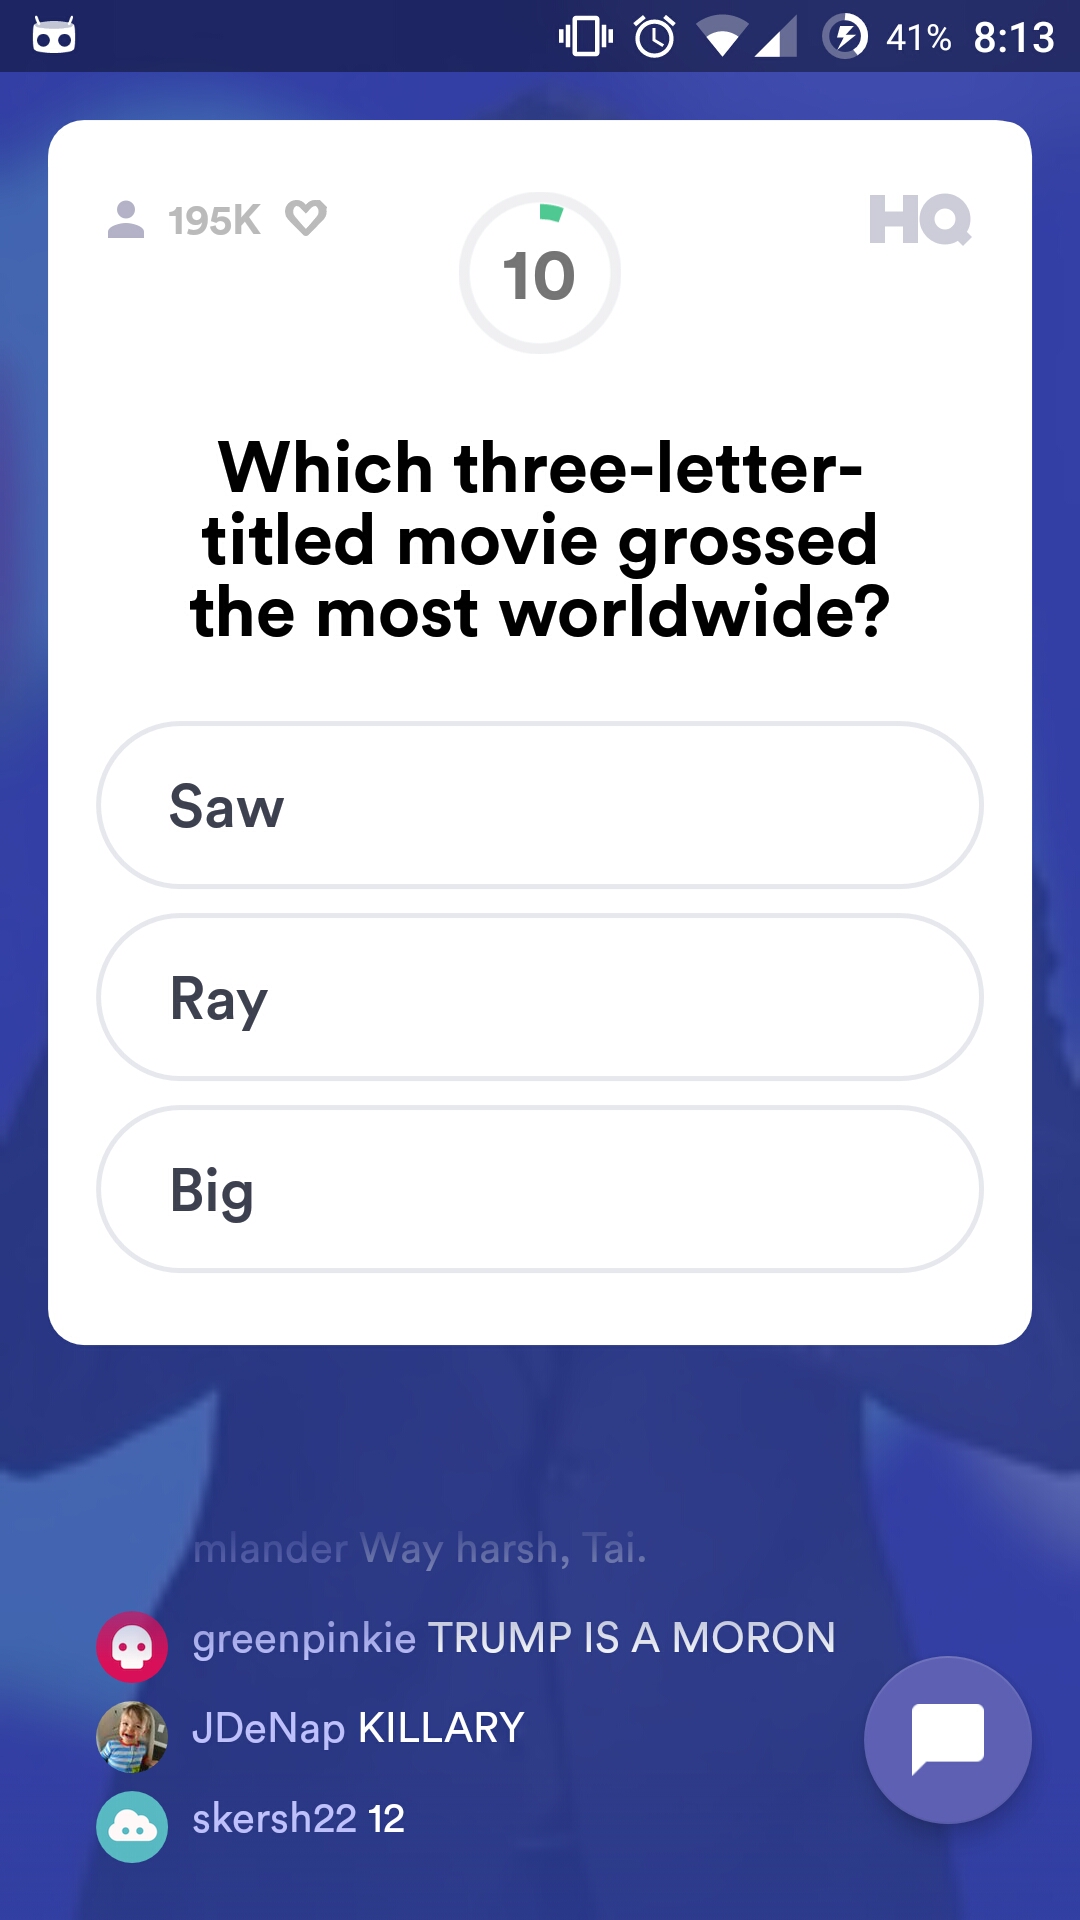 41% 8:13
195K
10
HQ
Which three-letter-
titled movie grossed
the most worldwide?
Saw
Ray
Big
mlander Way harsh, Tai.
greenpinkie TRUMP IS A MORON
JDeNap KILLARY
skersh22 12